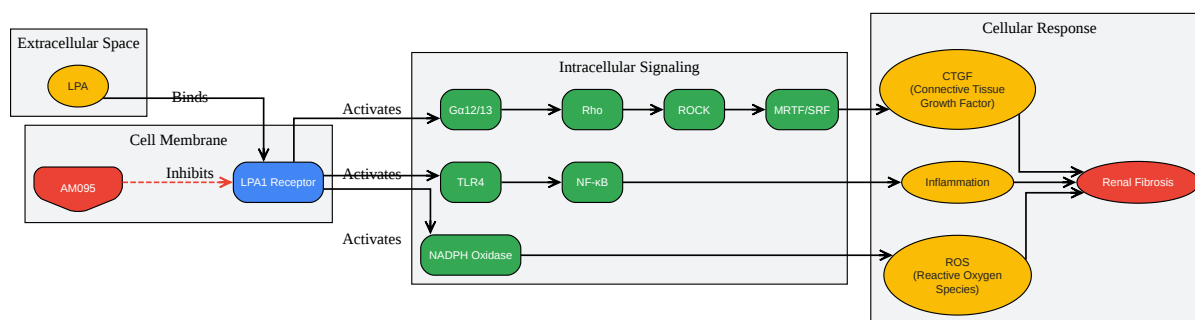 Extracellular Space
LPA
Binds
Cell Membrane
AM095
Inhibits
LPA1 Receptor
Activates
Activates
Activates
Intracellular Signaling
Gα12/13
Rho
ROCK
MRTF/SRF
TLR4
NF-κB
NADPH Oxidase
Cellular Response
CTGF
(Connective Tissue
Growth Factor)
Inflammation
Renal Fibrosis
ROS
(Reactive Oxygen
Species)